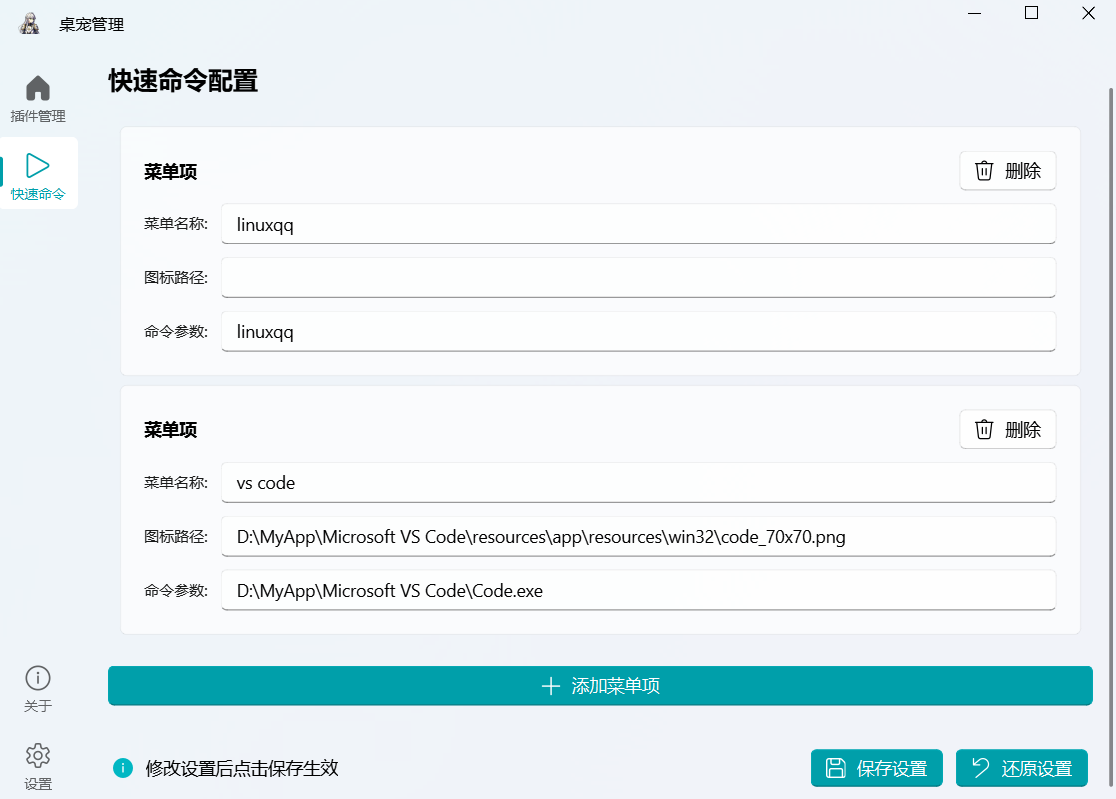 桌宠管理
插件管理
快速命令
快速命令配置
菜单项
删除
菜单名称: linuxqq
图标路径:
命令参数: linuxqq
菜单项
删除
菜单名称: vs code
图标路径: D:\MyApp\Microsoft VS Code\resources\app\resources\win32\code_70x70.png
命令参数: D:\MyApp\Microsoft VS Code\Code.exe
添加菜单项
关于
设置
修改设置后点击保存生效
保存设置
还原设置